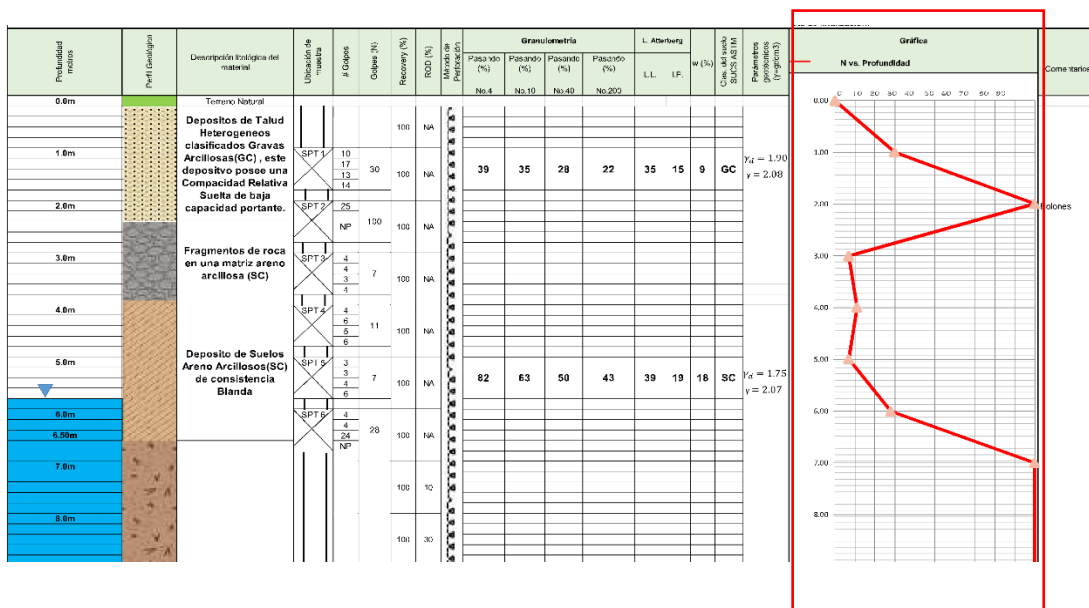 Profundidad metros
Perfil Geológico
Descripción litológica del material
Ubicación de muestra
# Golpes
Golpes (N)
Recovery (%)
RQD (%)
Método de Perforación
Granulometría
Pasando (%) No.4
Pasando (%) No.10
Pasando (%) No.40
Pasando (%) No.200
L. Atterberg
L.L.
I.P.
w (%)
Clas. del suelo SUCS ASTM
Parámetros geotécnicos (γ=gr/cm3)
Gráfica
N vs. Profundidad
Comentarios
0 10 20 30 40 50 60 70 80 90
0.0m
Terreno Natural
0.00
Depositos de Talud
Heterogeneos
clasificados Gravas
Arcillosas(GC) , este
depositvo posee una
Compacidad Relativa
Suelta de baja
capacidad portante.
100 NA
1.0m
SPT 1
10
17
13
14
30
100 NA
39 35 28 22 35 15 9 GC
γd = 1.90
γ = 2.08
1.00
2.0m
SPT 2
25
NP
100
100 NA
2.00
Bolones
Fragmentos de roca
en una matriz areno
arcillosa (SC)
3.0m
SPT 3
4
4
3
4
7
100 NA
3.00
4.0m
SPT 4
4
6
5
6
11
100 NA
4.00
Deposito de Suelos
Areno Arcillosos(SC)
de consistencia
Blanda
5.0m
SPT 5
3
3
4
6
7
100 NA
82 63 50 43 39 19 18 SC
γd = 1.75
γ = 2.07
5.00
6.0m
6.50m
SPT 6
4
4
24
NP
28
100 NA
6.00
7.0m
100 10
7.00
8.0m
100 30
8.00